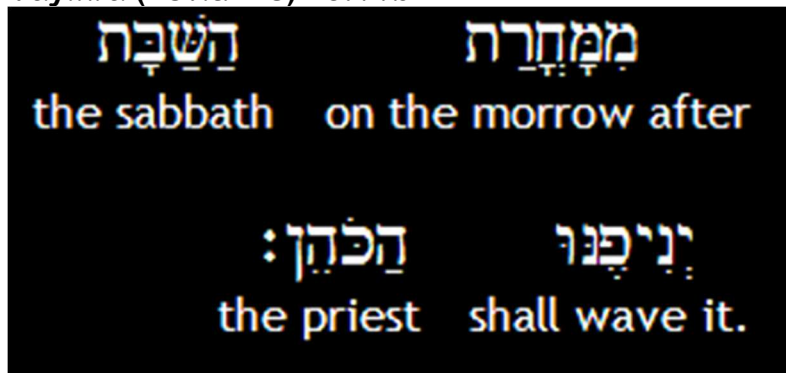 מִמָּחֳרַת הַשַּׁבָּת
the sabbath on the morrow after
יְנִיפֶנּוּ הַכֹּהֵן׃
the priest shall wave it.